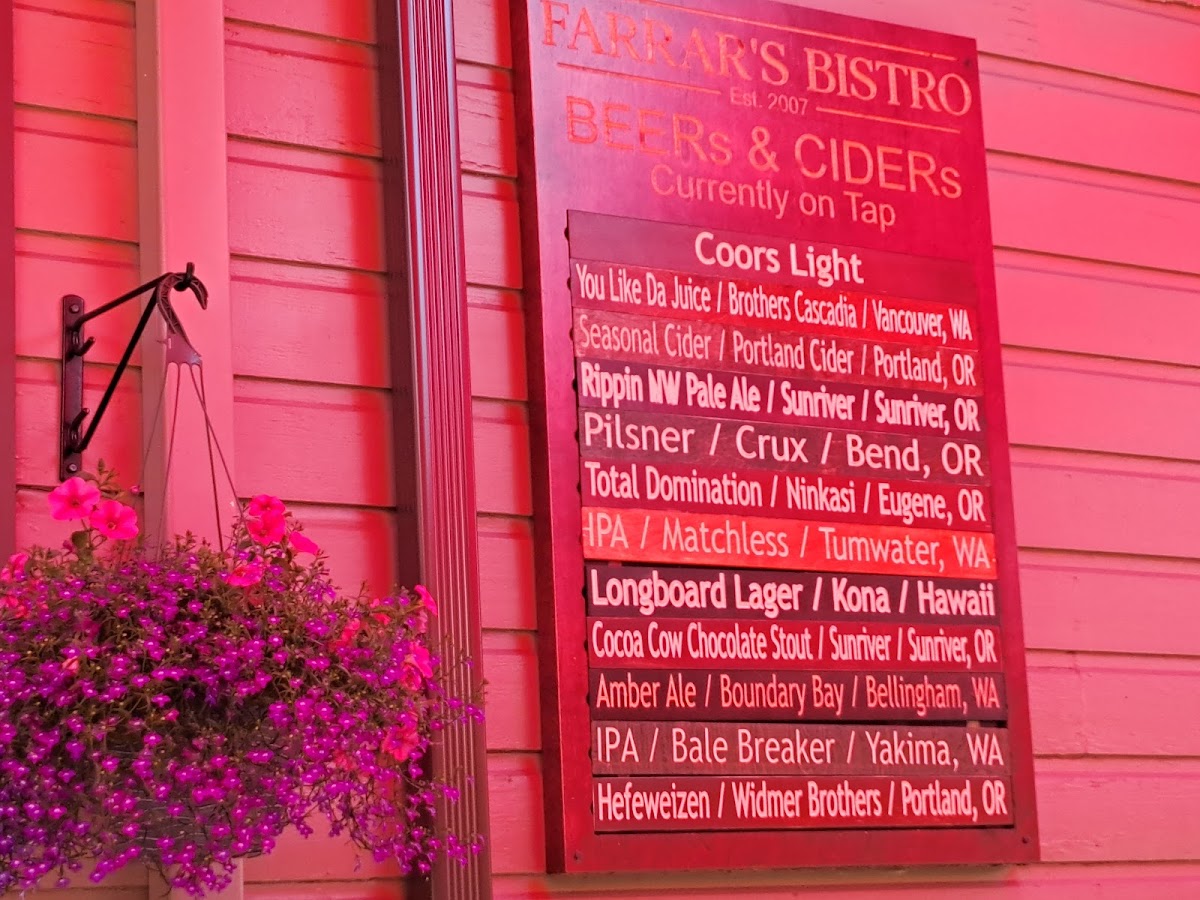 FARRAR'S BISTRO
Est. 2007
BEERs & CIDERs
Currently on Tap
Coors Light
You Like Da Juice / Brothers Cascadia / Vancouver, WA
Seasonal Cider / Portland Cider / Portland, OR
Rippin NW Pale Ale / Sunriver / Sunriver, OR
Pilsner / Crux / Bend, OR
Total Domination / Ninkasi / Eugene, OR
IPA / Matchless / Tumwater, WA
Longboard Lager / Kona / Hawaii
Cocoa Cow Chocolate Stout / Sunriver / Sunriver, OR
Amber Ale / Boundary Bay / Bellingham, WA
IPA / Bale Breaker / Yakima, WA
Hefeweizen / Widmer Brothers / Portland, OR